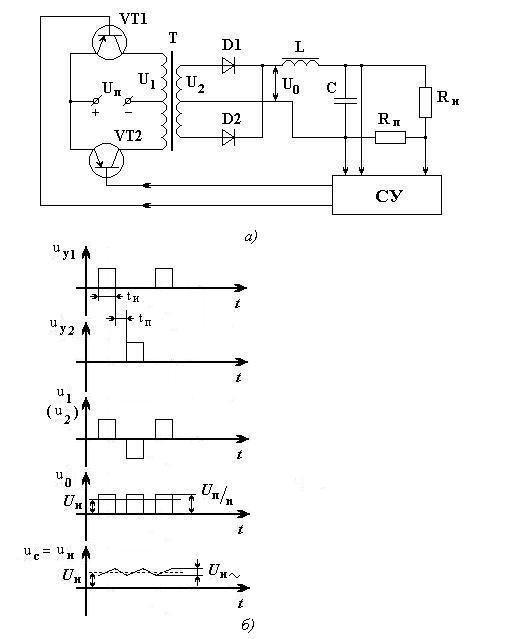 VT1
T
D1
L
Uп
U1
U2
U0
C
Rн
+
−
VT2
D2
Rп
СУ
а)
uу1
tи
t
tп
uу2
t
u1
(u2)
t
u0
Uн
Uп/n
t
uс = uн
Uн
Uн~
t
б)